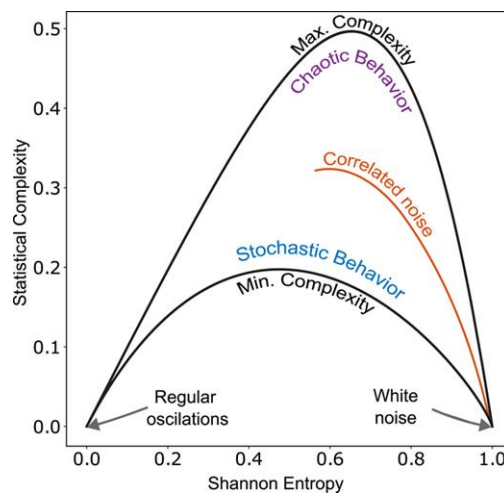 0.5
0.4
0.3
0.2
0.1
0.0
Statistical Complexity
Max. Complexity
Chaotic Behavior
Correlated noise
Stochastic Behavior
Min. Complexity
Regular
oscilations
White
noise
0.0 0.2 0.4 0.6 0.8 1.0
Shannon Entropy